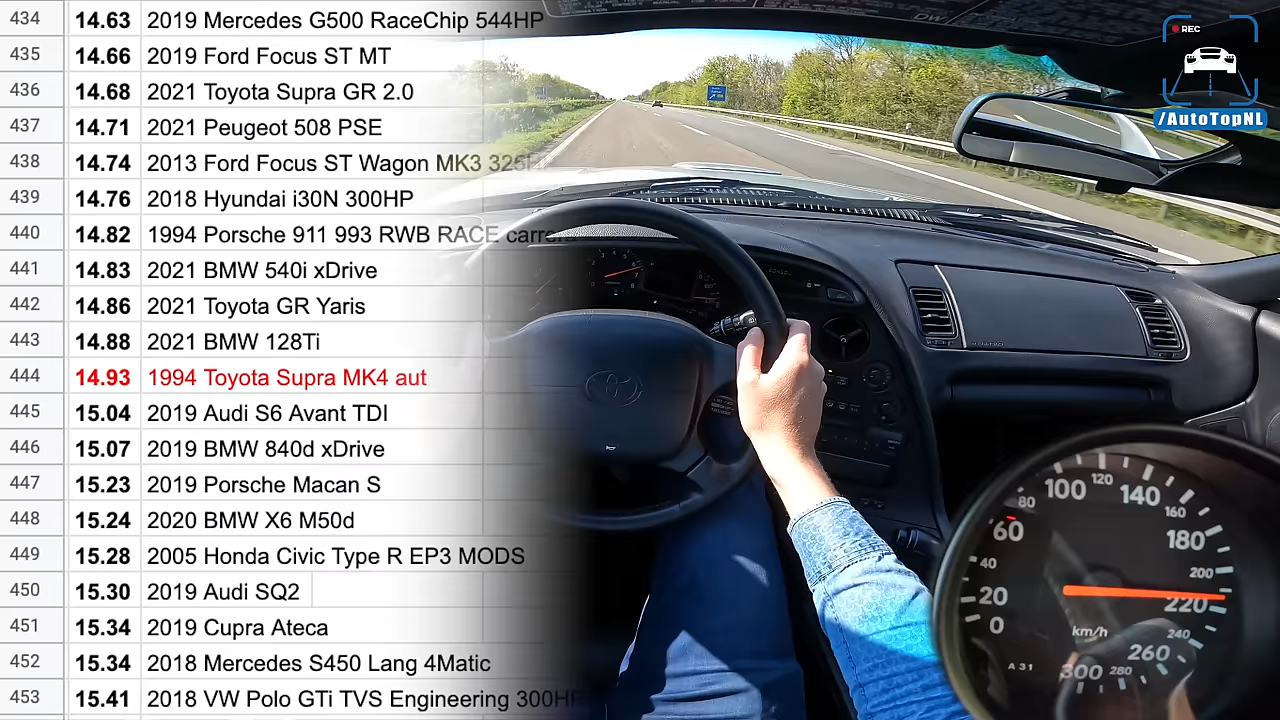 434 14.63 2019 Mercedes G500 RaceChip 544HP
435 14.66 2019 Ford Focus ST MT
436 14.68 2021 Toyota Supra GR 2.0
437 14.71 2021 Peugeot 508 PSE
438 14.74 2013 Ford Focus ST Wagon MK3 325H
439 14.76 2018 Hyundai i30N 300HP
440 14.82 1994 Porsche 911 993 RWB RACE carrera
441 14.83 2021 BMW 540i xDrive
442 14.86 2021 Toyota GR Yaris
443 14.88 2021 BMW 128Ti
444 14.93 1994 Toyota Supra MK4 aut
445 15.04 2019 Audi S6 Avant TDI
446 15.07 2019 BMW 840d xDrive
447 15.23 2019 Porsche Macan S
448 15.24 2020 BMW X6 M50d
449 15.28 2005 Honda Civic Type R EP3 MODS
450 15.30 2019 Audi SQ2
451 15.34 2019 Cupra Ateca
452 15.34 2018 Mercedes S450 Lang 4Matic
453 15.41 2018 VW Polo GTi TVS Engineering 300HP
REC
/AutoTopNL
0
20
40
60
80
100
120
140
160
180
200
220
240
260
280
300
km/h
A 31